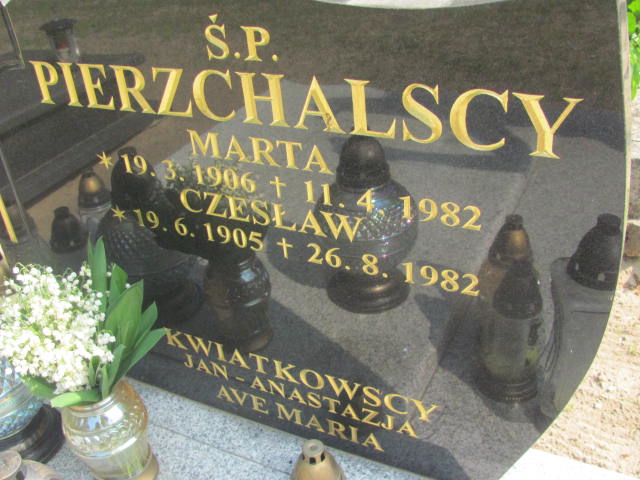 Ś.P.
PIERZCHALSCY
MARTA
* 19. 3. 1906 † 11. 4. 1982
CZESŁAW
* 19. 6. 1905 † 26. 8. 1982
KWIATKOWSCY
JAN - ANASTAZJA
AVE MARIA